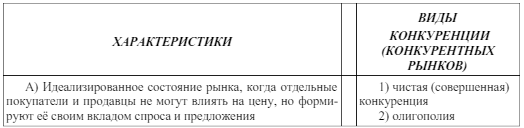 ХАРАКТЕРИСТИКИ
ВИДЫ
КОНКУРЕНЦИИ
(КОНКУРЕНТНЫХ
РЫНКОВ)
А) Идеализированное состояние рынка, когда отдельные
покупатели и продавцы не могут влиять на цену, но форми-
руют её своим вкладом спроса и предложения
1) чистая (совершенная)
конкуренция
2) олигополия